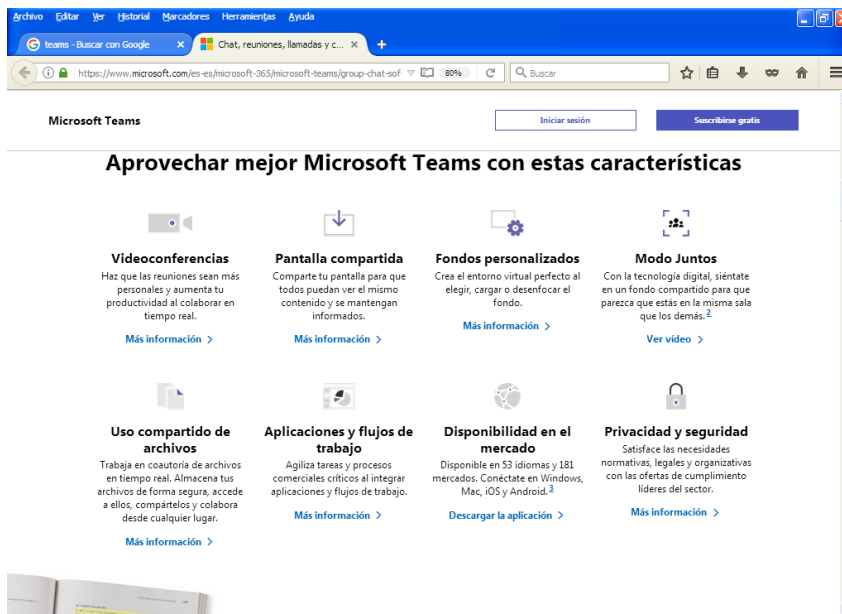 Archivo Editar Ver Historial Marcadores Herramientas Ayuda
teams - Buscar con Google
Chat, reuniones, llamadas y c...
https://www.microsoft.com/es-es/microsoft-365/microsoft-teams/group-chat-sof 80% Buscar
Microsoft Teams Iniciar sesión Suscribirse gratis
Aprovechar mejor Microsoft Teams con estas características
Videoconferencias
Haz que las reuniones sean más
personales y aumenta tu
productividad al colaborar en
tiempo real.
Más información >
Pantalla compartida
Comparte tu pantalla para que
todos puedan ver el mismo
contenido y se mantengan
informados.
Más información >
Fondos personalizados
Crea el entorno virtual perfecto al
elegir, cargar o desenfocar el
fondo.
Más información >
Modo Juntos
Con la tecnología digital, siéntate
en un fondo compartido para que
parezca que estás en la misma sala
que los demás.2
Ver vídeo >
Uso compartido de
archivos
Trabaja en coautoría de archivos
en tiempo real. Almacena tus
archivos de forma segura, accede
a ellos, compártelos y colabora
desde cualquier lugar.
Más información >
Aplicaciones y flujos de
trabajo
Agiliza tareas y procesos
comerciales críticos al integrar
aplicaciones y flujos de trabajo.
Más información >
Disponibilidad en el
mercado
Disponible en 53 idiomas y 181
mercados. Conéctate en Windows,
Mac, iOS y Android.3
Descargar la aplicación >
Privacidad y seguridad
Satisface las necesidades
normativas, legales y organizativas
con las ofertas de cumplimiento
líderes del sector.
Más información >